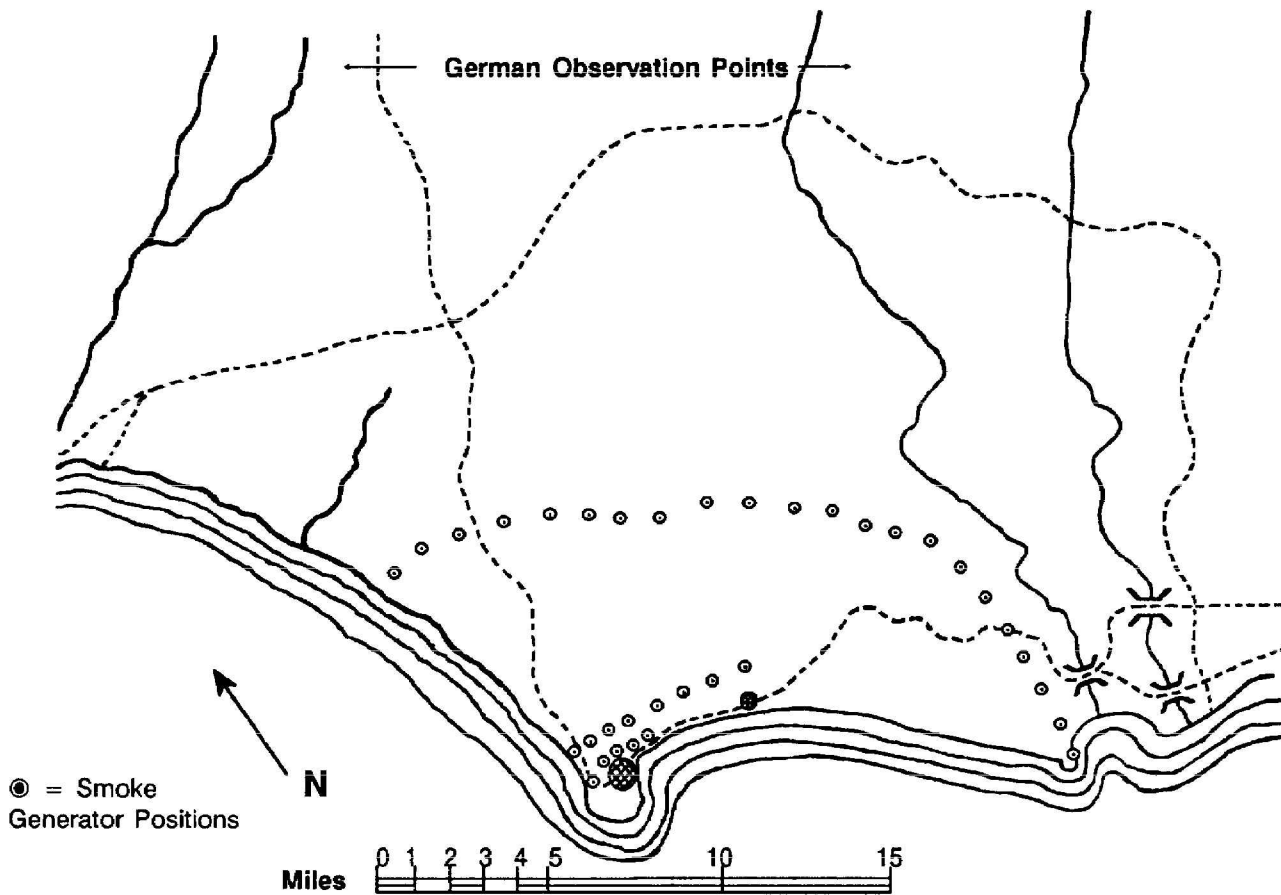 German Observation Points
N
= Smoke
Generator Positions
0 1 2 3 4 5 10 15
Miles